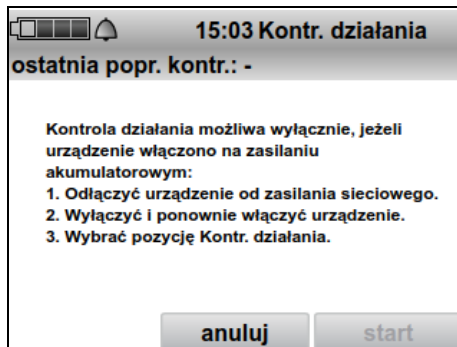 15:03 Kontr. działania
ostatnia popr. kontr.: -
Kontrola działania możliwa wyłącznie, jeżeli
urządzenie włączono na zasilaniu
akumulatorowym:
1. Odłączyć urządzenie od zasilania sieciowego.
2. Wyłączyć i ponownie włączyć urządzenie.
3. Wybrać pozycję Kontr. działania.
anuluj start